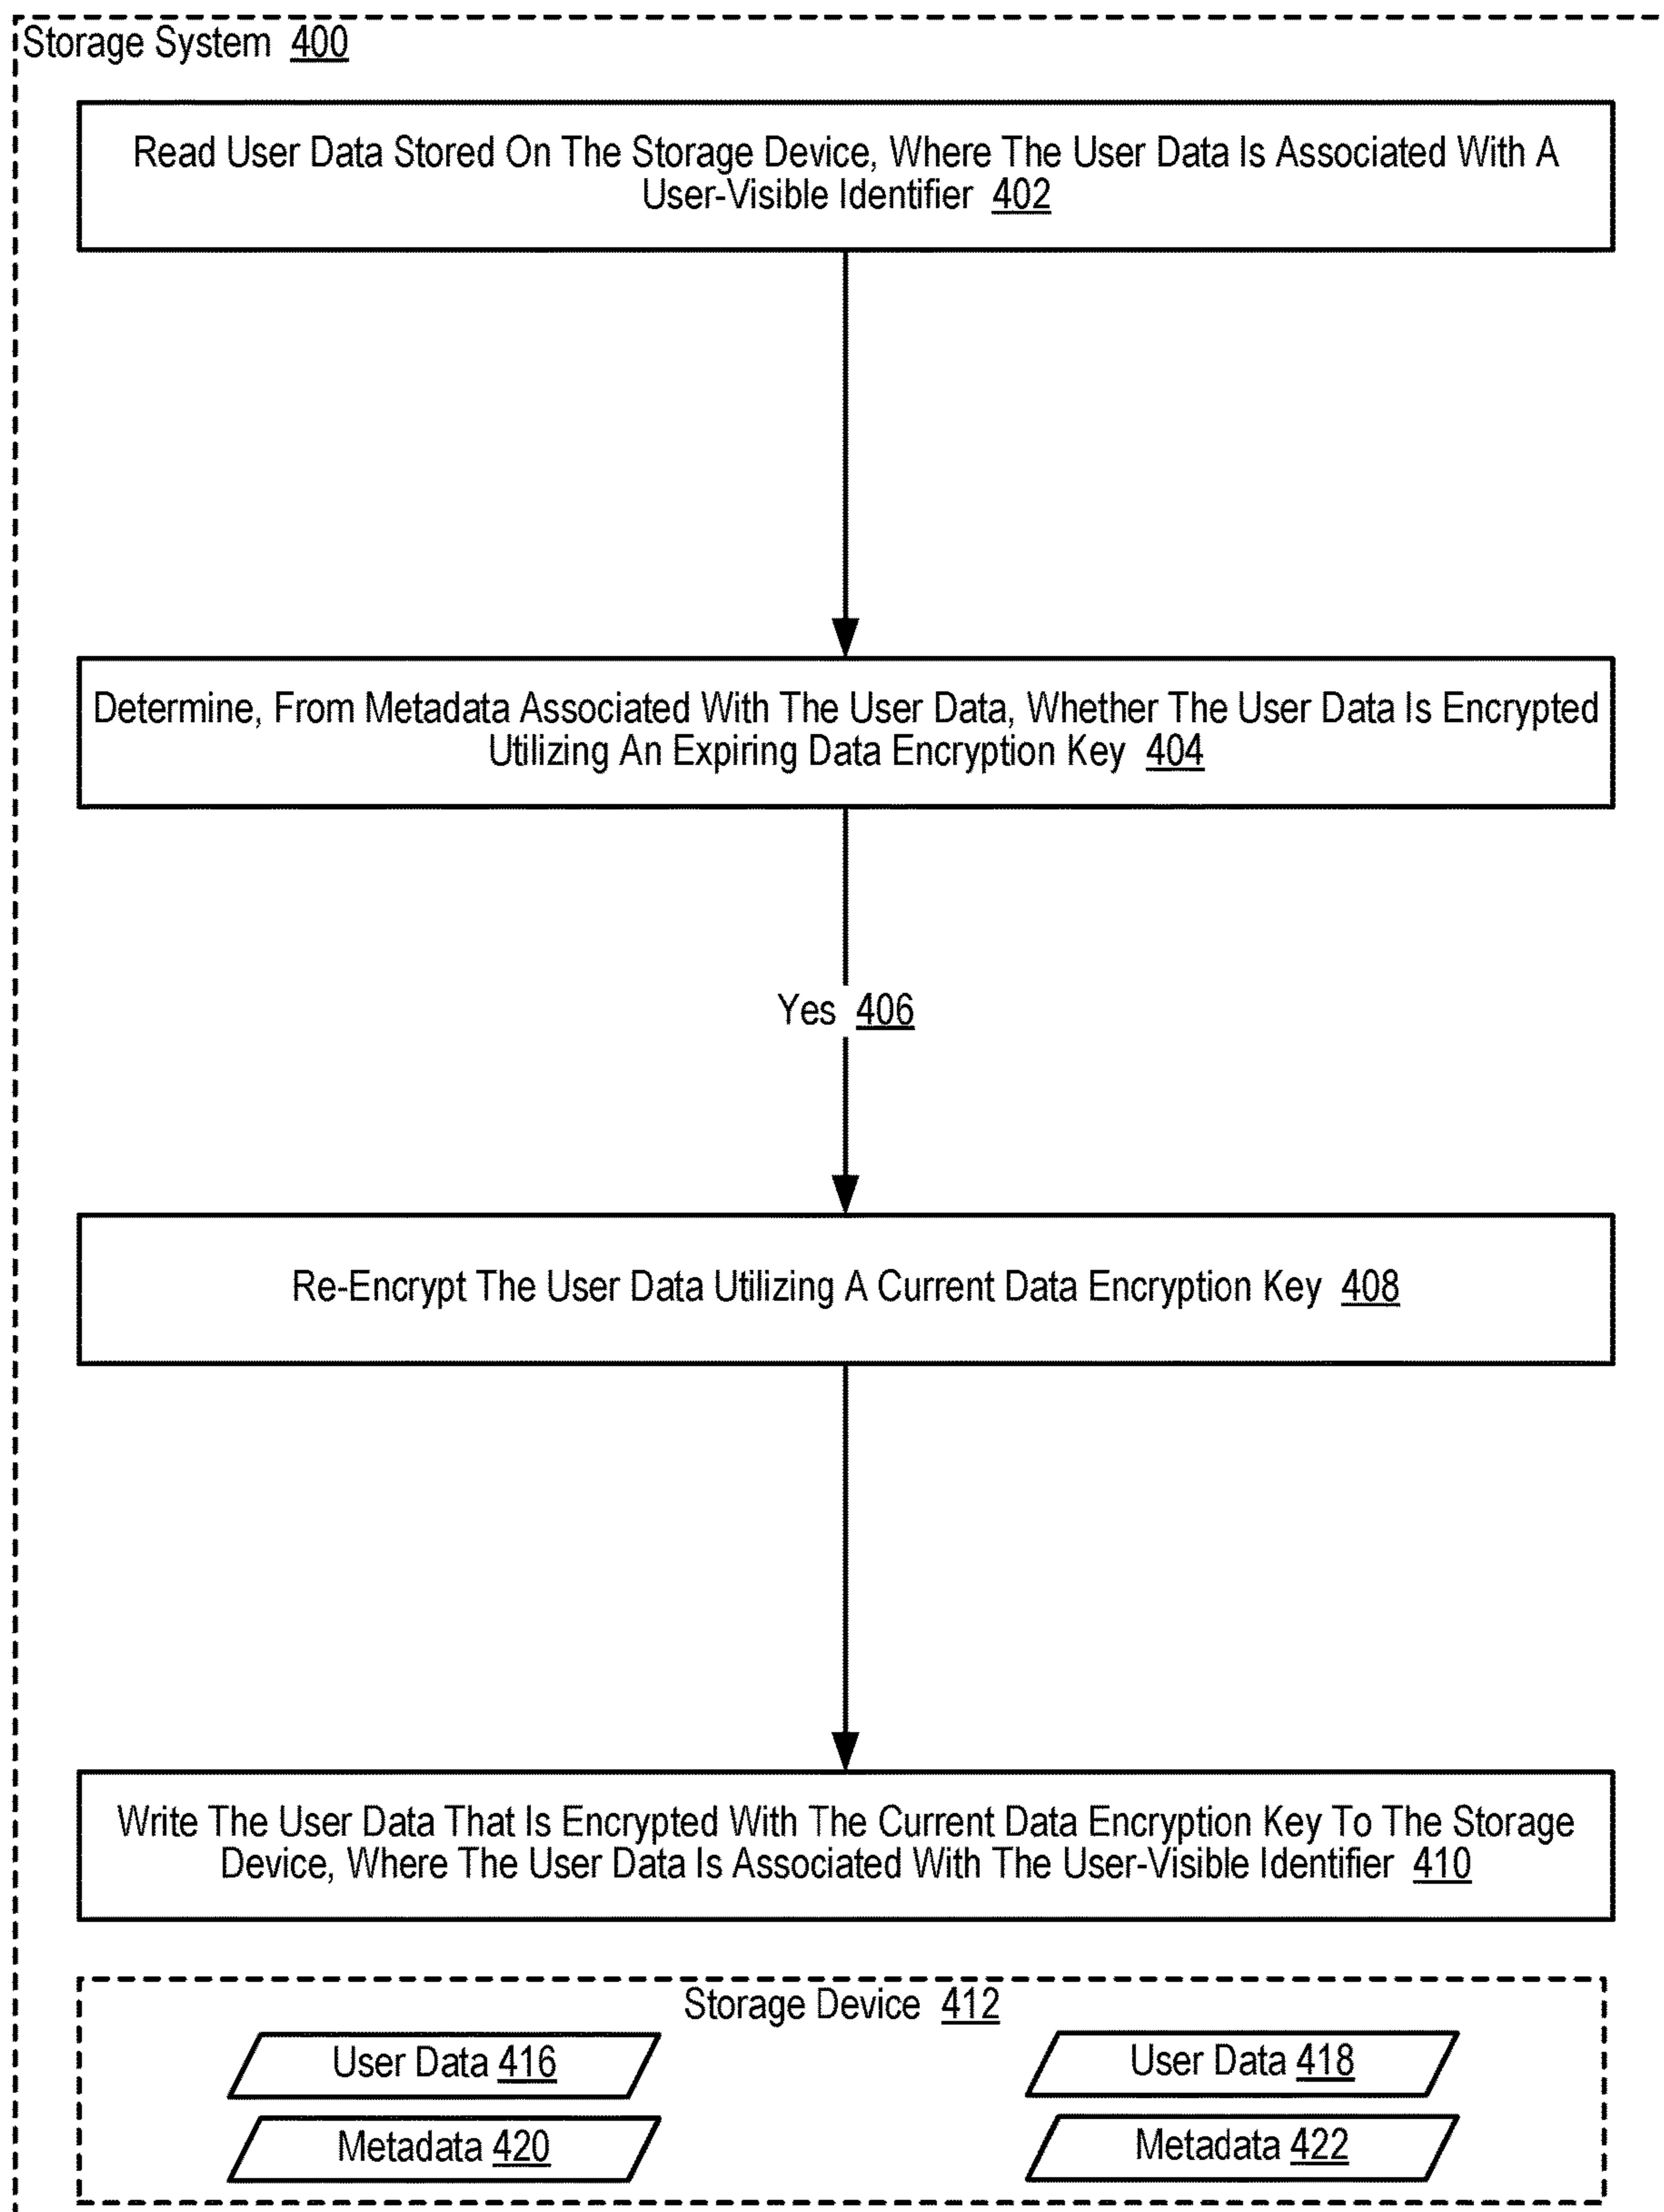 Storage System 400
Read User Data Stored On The Storage Device, Where The User Data Is Associated With A
User-Visible Identifier 402
Determine, From Metadata Associated With The User Data, Whether The User Data Is Encrypted
Utilizing An Expiring Data Encryption Key 404
Yes 406
Re-Encrypt The User Data Utilizing A Current Data Encryption Key 408
Write The User Data That Is Encrypted With The Current Data Encryption Key To The Storage
Device, Where The User Data Is Associated With The User-Visible Identifier 410
Storage Device 412
User Data 416
User Data 418
Metadata 420
Metadata 422